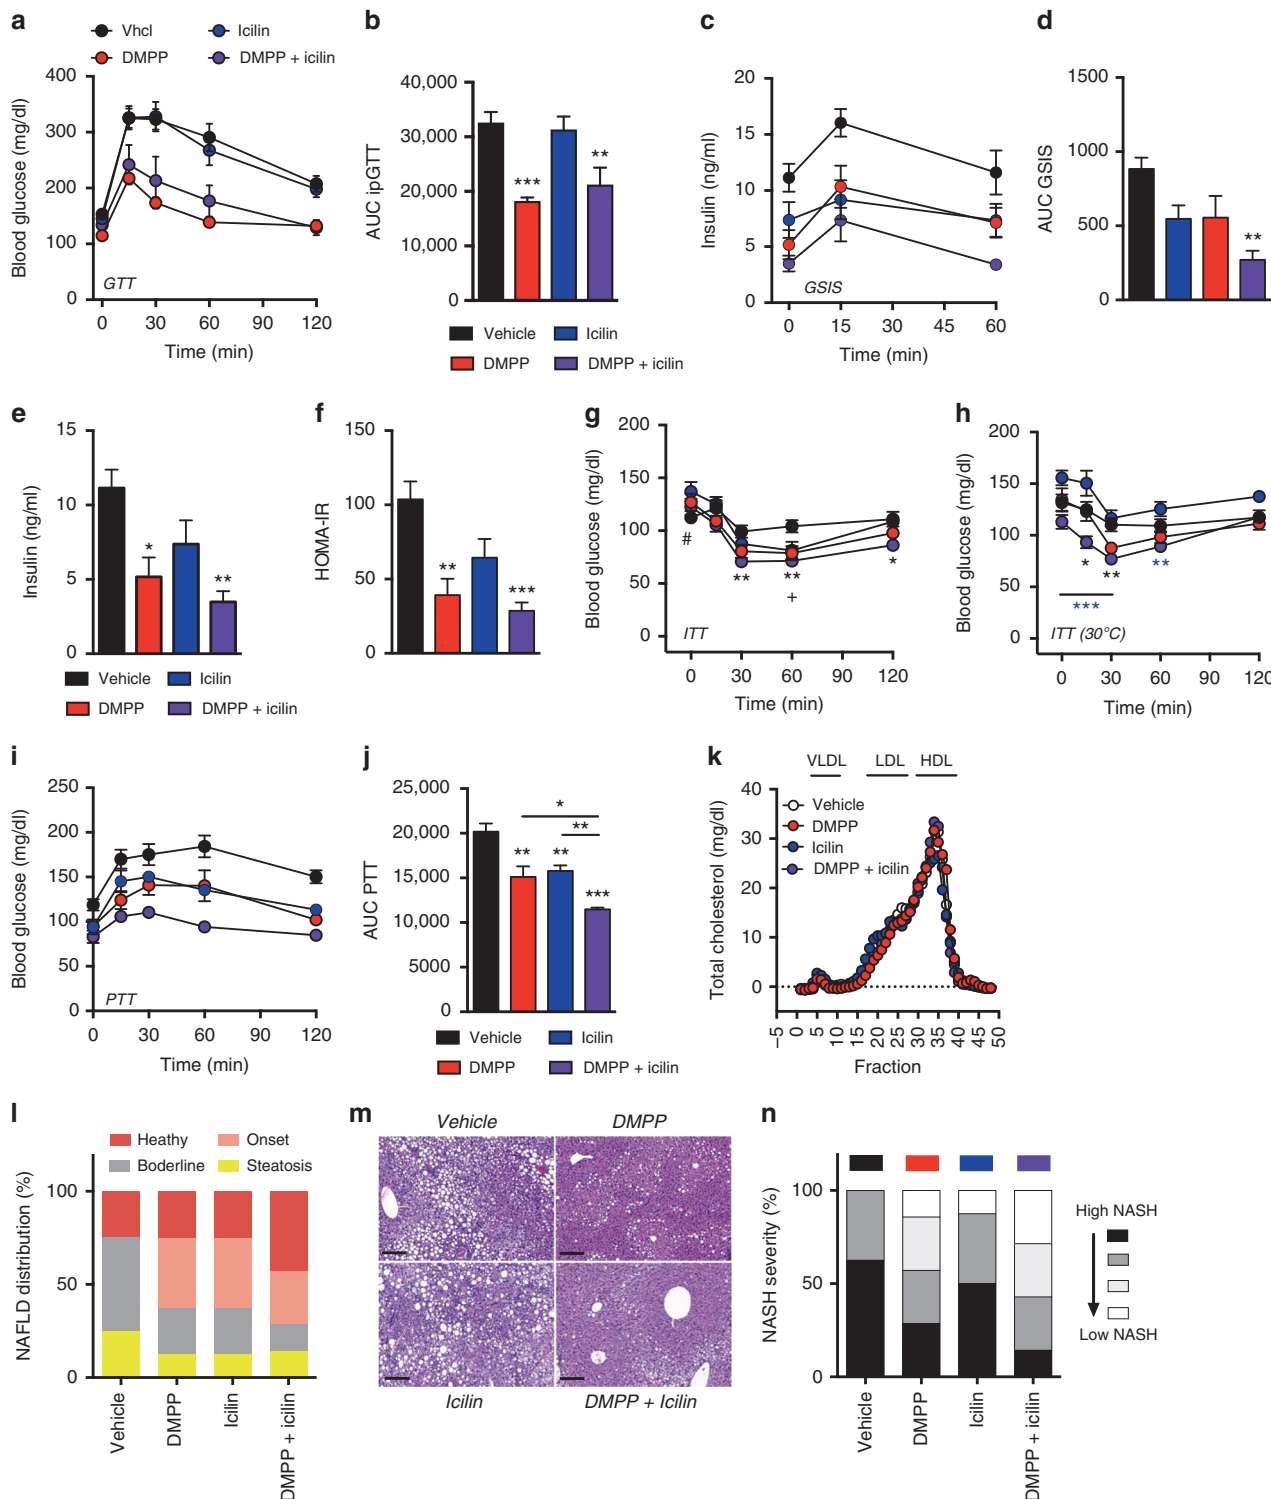 a
Vhcl
Icilin
DMPP
DMPP + icilin
400
300
200
100
0
Blood glucose (mg/dl)
GTT
0 30 60 90 120
Time (min)
b
40,000
30,000
20,000
10,000
0
AUC ipGTT
***
**
Vehicle
Icilin
DMPP
DMPP + icilin
c
20
15
10
5
0
Insulin (ng/ml)
GSIS
0 15 30 45 60
Time (min)
d
1500
1000
500
0
AUC GSIS
**
e
15
10
5
0
Insulin (ng/ml)
*
**
Vehicle
Icilin
DMPP
DMPP + icilin
f
150
100
50
0
HOMA-IR
**
***
g
200
150
100
50
0
Blood glucose (mg/dl)
#
**
**
+
*
ITT
0 30 60 90 120
Time (min)
h
200
150
100
50
0
Blood glucose (mg/dl)
*
**
**
***
ITT (30°C)
0 30 60 90 120
Time (min)
i
250
200
150
100
50
0
Blood glucose (mg/dl)
PTT
0 30 60 90 120
Time (min)
j
25,000
20,000
15,000
10,000
5000
0
AUC PTT
*
**
**
**
***
Vehicle
Icilin
DMPP
DMPP + icilin
k
VLDL LDL HDL
40
30
20
10
0
Total cholesterol (mg/dl)
Vehicle
DMPP
Icilin
DMPP + icilin
–5 0 5 10 15 20 25 30 35 40 45 50
Fraction
l
Heathy
Onset
Boderline
Steatosis
100
50
0
NAFLD distribution (%)
Vehicle
DMPP
Icilin
DMPP + icilin
m
Vehicle
DMPP
Icilin
DMPP + Icilin
n
100
50
0
NASH severity (%)
High NASH
Low NASH
Vehicle
DMPP
Icilin
DMPP + icilin